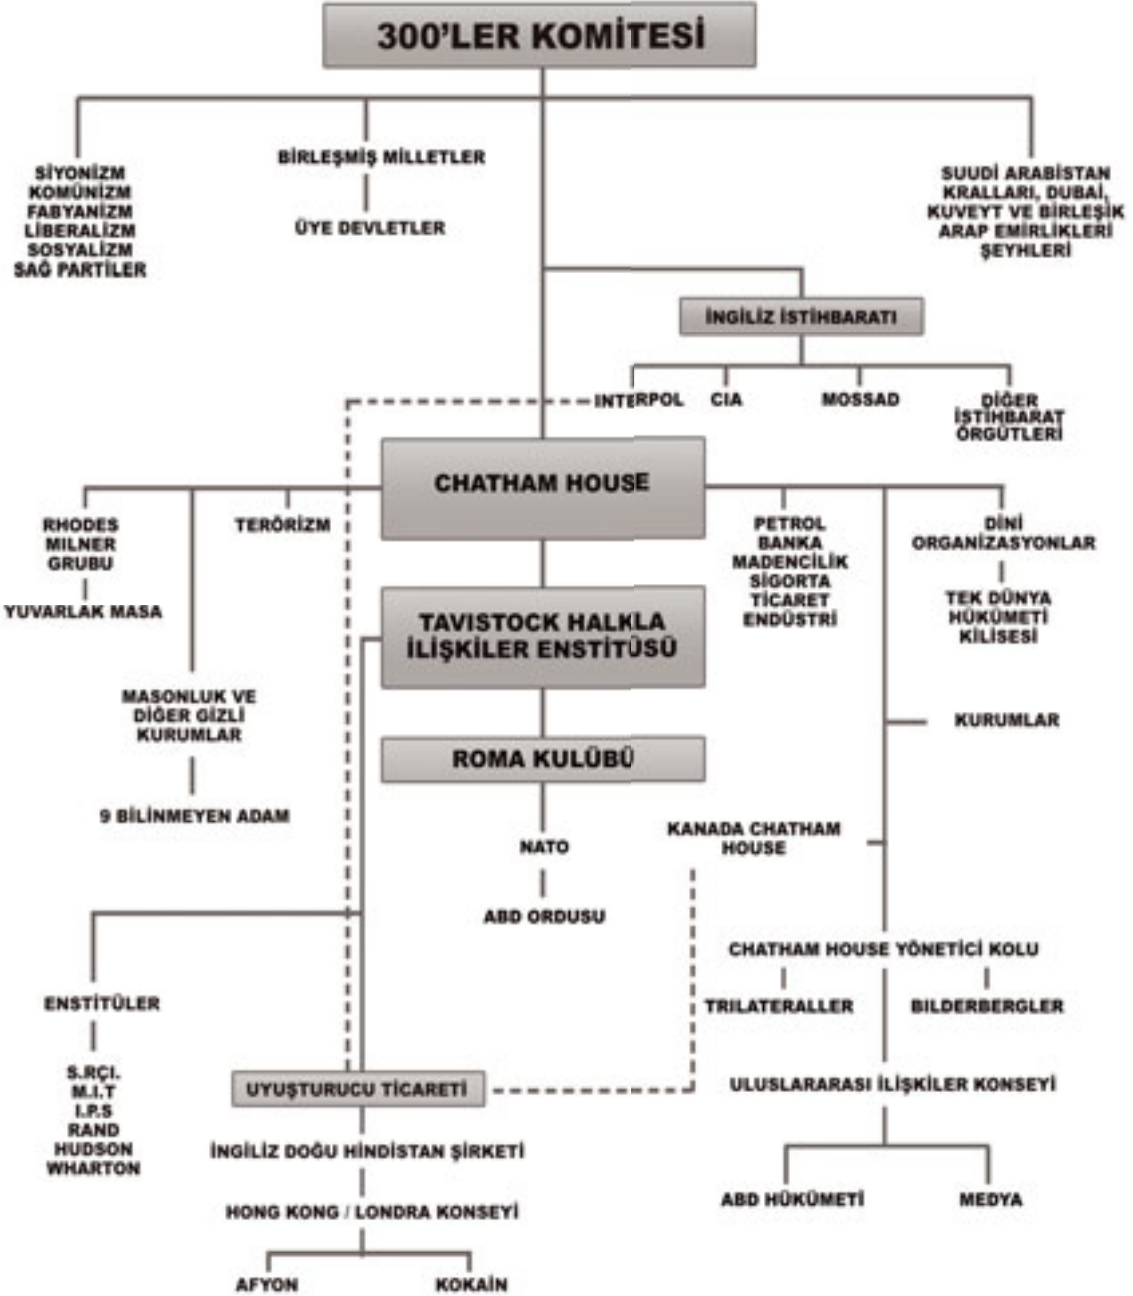 300'LER KOMİTESİ
SİYONİZM
KOMÜNİZM
FABYANİZM
LİBERALİZM
SOSYALİZM
SAĞ PARTİLER
BİRLEŞMİŞ MİLLETLER
ÜYE DEVLETLER
SUUDİ ARABİSTAN
KRALLARI, DUBAİ,
KUVEYT VE BİRLEŞİK
ARAP EMİRLİKLERİ
ŞEYHLERİ
İNGİLİZ İSTİHBARATI
INTERPOL
CIA
MOSSAD
DİĞER
İSTİHBARAT
ÖRGÜTLERİ
CHATHAM HOUSE
RHODES
MILNER
GRUBU
YUVARLAK MASA
TERÖRİZM
MASONLUK VE
DİĞER GİZLİ
KURUMLAR
9 BİLİNMEYEN ADAM
PETROL
BANKA
MADENCİLİK
SİGORTA
TİCARET
ENDÜSTRİ
DİNİ
ORGANİZASYONLAR
TEK DÜNYA
HÜKÜMETİ
KİLİSESİ
TAVISTOCK HALKLA
İLİŞKİLER ENSTİTÜSÜ
ROMA KULÜBÜ
NATO
ABD ORDUSU
KURUMLAR
KANADA CHATHAM
HOUSE
CHATHAM HOUSE YÖNETİCİ KOLU
TRILATERALLER
BILDERBERGLER
ULUSLARARASI İLİŞKİLER KONSEYİ
ABD HÜKÜMETİ
MEDYA
ENSTİTÜLER
S.RÇI.
M.I.T
I.P.S
RAND
HUDSON
WHARTON
UYUŞTURUCU TİCARETİ
İNGİLİZ DOĞU HİNDİSTAN ŞİRKETİ
HONG KONG / LONDRA KONSEYİ
AFYON
KOKAİN